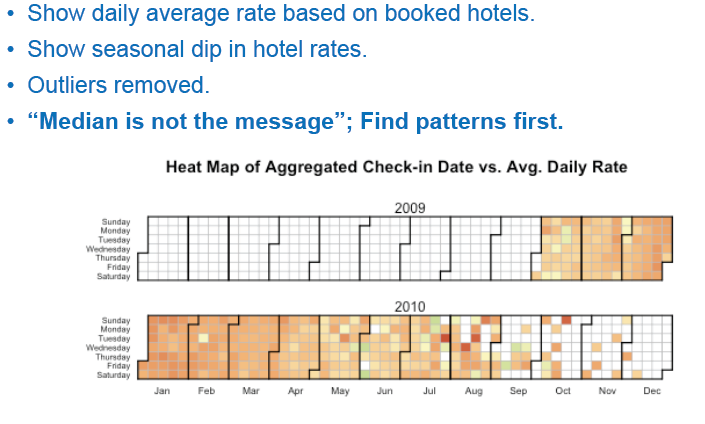 • Show daily average rate based on booked hotels.
• Show seasonal dip in hotel rates.
• Outliers removed.
• “Median is not the message”; Find patterns first.
Heat Map of Aggregated Check-in Date vs. Avg. Daily Rate
2009
Sunday
Monday
Tuesday
Wednesday
Thursday
Friday
Saturday
2010
Sunday
Monday
Tuesday
Wednesday
Thursday
Friday
Saturday
Jan Feb Mar Apr May Jun Jul Aug Sep Oct Nov Dec